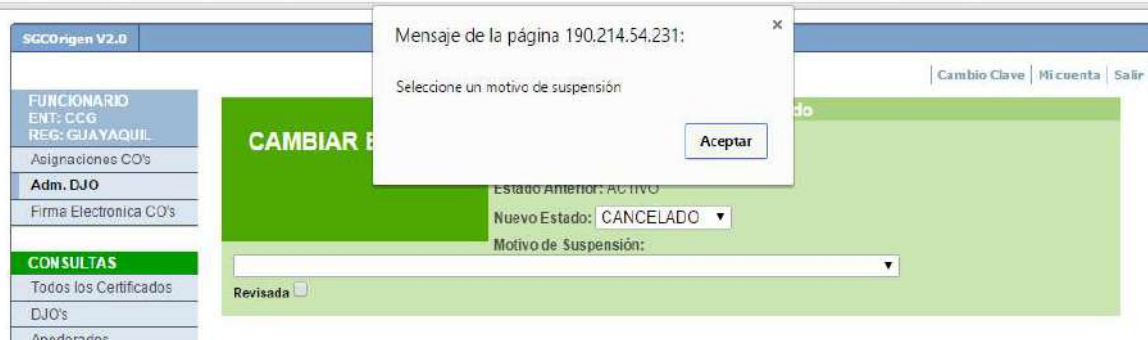 SGCOrigen V2.0
Mensaje de la página 190.214.54.231:
×
Seleccione un motivo de suspensión
Aceptar
Cambio Clave | Mi cuenta | Salir
FUNCIONARIO
ENT: CCG
REG: GUAYAQUIL
Asignaciones CO's
Adm. DJO
Firma Electronica CO's
CONSULTAS
Todos los Certificados
DJO's
Apoderados
CAMBIAR E
do
Estado Anterior: ACTIVO
Nuevo Estado: CANCELADO
Motivo de Suspensión:
Revisada